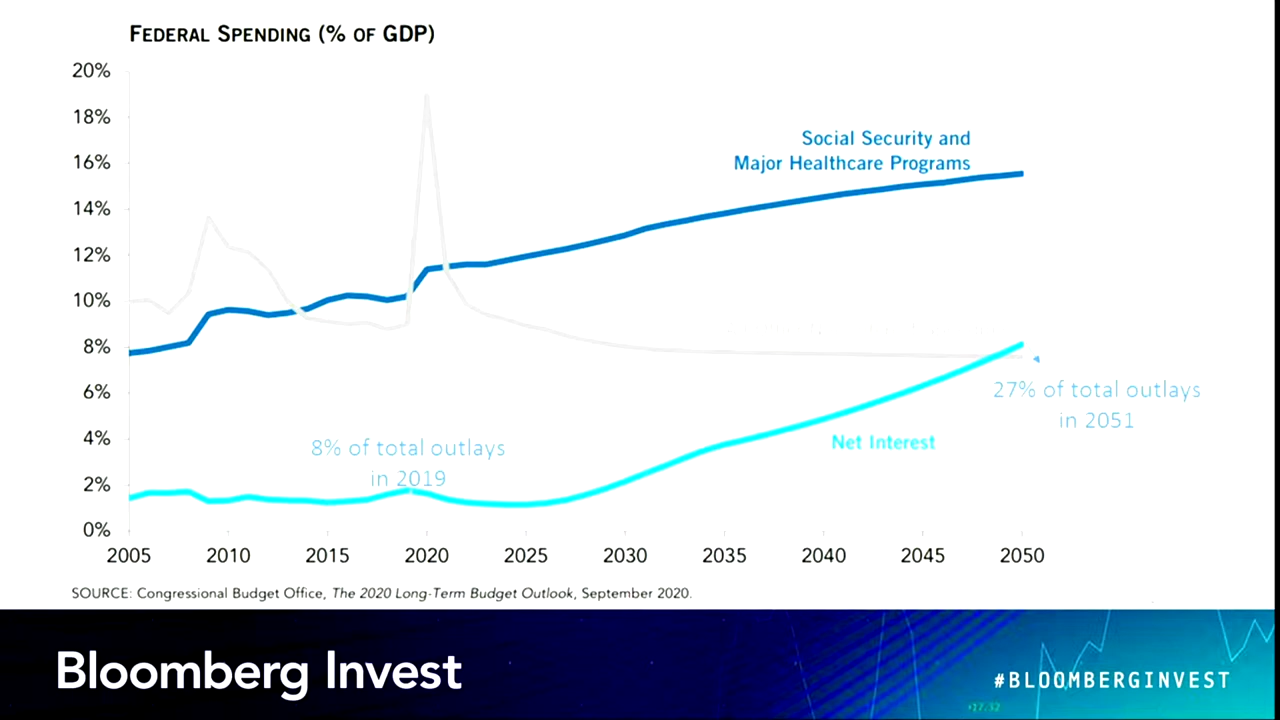 FEDERAL SPENDING (% OF GDP)
20%
18%
16%
14%
12%
10%
8%
6%
4%
2%
0%
Social Security and
Major Healthcare Programs
27% of total outlays
in 2051
Net Interest
8% of total outlays
in 2019
2005 2010 2015 2020 2025 2030 2035 2040 2045 2050
SOURCE: Congressional Budget Office, The 2020 Long-Term Budget Outlook, September 2020.
Bloomberg Invest
#BLOOMBERGINVEST
+17.32